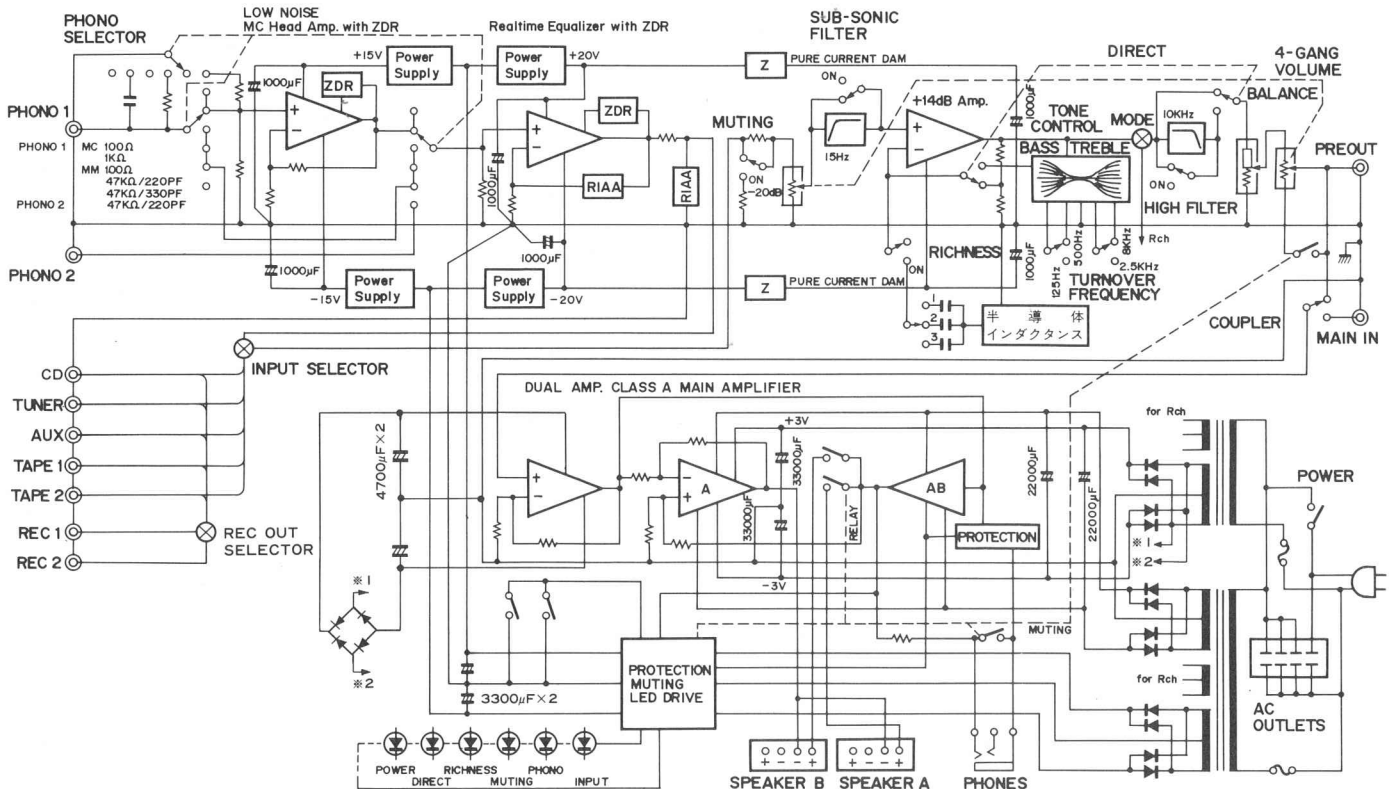 PHONO
SELECTOR
LOW NOISE
MC Head Amp. with ZDR
Realtime Equalizer with ZDR
SUB-SONIC
FILTER
DIRECT
4-GANG
VOLUME
BALANCE
+15V
Power
Supply
Power
Supply
+20V
Z
PURE CURRENT DAM
1000μF
ZDR
1000μF
ZDR
MUTING
ON
-20dB
ON
15Hz
+14dB Amp.
1000μF
TONE
CONTROL
BASS TREBLE
MODE
10KHz
ON
HIGH FILTER
PREOUT
PHONO 1
PHONO 1
MC 100Ω
1KΩ
MM 100Ω
47KΩ/220PF
47KΩ/330PF
PHONO 2
47KΩ/220PF
RIAA
RIAA
PHONO 2
1000μF
1000μF
-15V
Power
Supply
Power
Supply
-20V
Z
PURE CURRENT DAM
RICHNESS
ON
1000μF
125Hz
500Hz
8KHz
2.5KHz
Rch
TURNOVER
FREQUENCY
1
2
3
半導体
インダクタンス
COUPLER
MAIN IN
CD
TUNER
AUX
TAPE 1
TAPE 2
REC 1
REC 2
INPUT SELECTOR
REC OUT
SELECTOR
DUAL AMP. CLASS A MAIN AMPLIFIER
4700μF×2
+3V
33000μF
33000μF
-3V
A
RELAY
AB
PROTECTION
22000μF
22000μF
for Rch
POWER
※1
※2
※1
※2
MUTING
for Rch
AC
OUTLETS
PROTECTION
MUTING
LED DRIVE
3300μF×2
POWER
DIRECT
RICHNESS
MUTING
PHONO
INPUT
+ - - +
SPEAKER B
+ - - +
SPEAKER A
PHONES